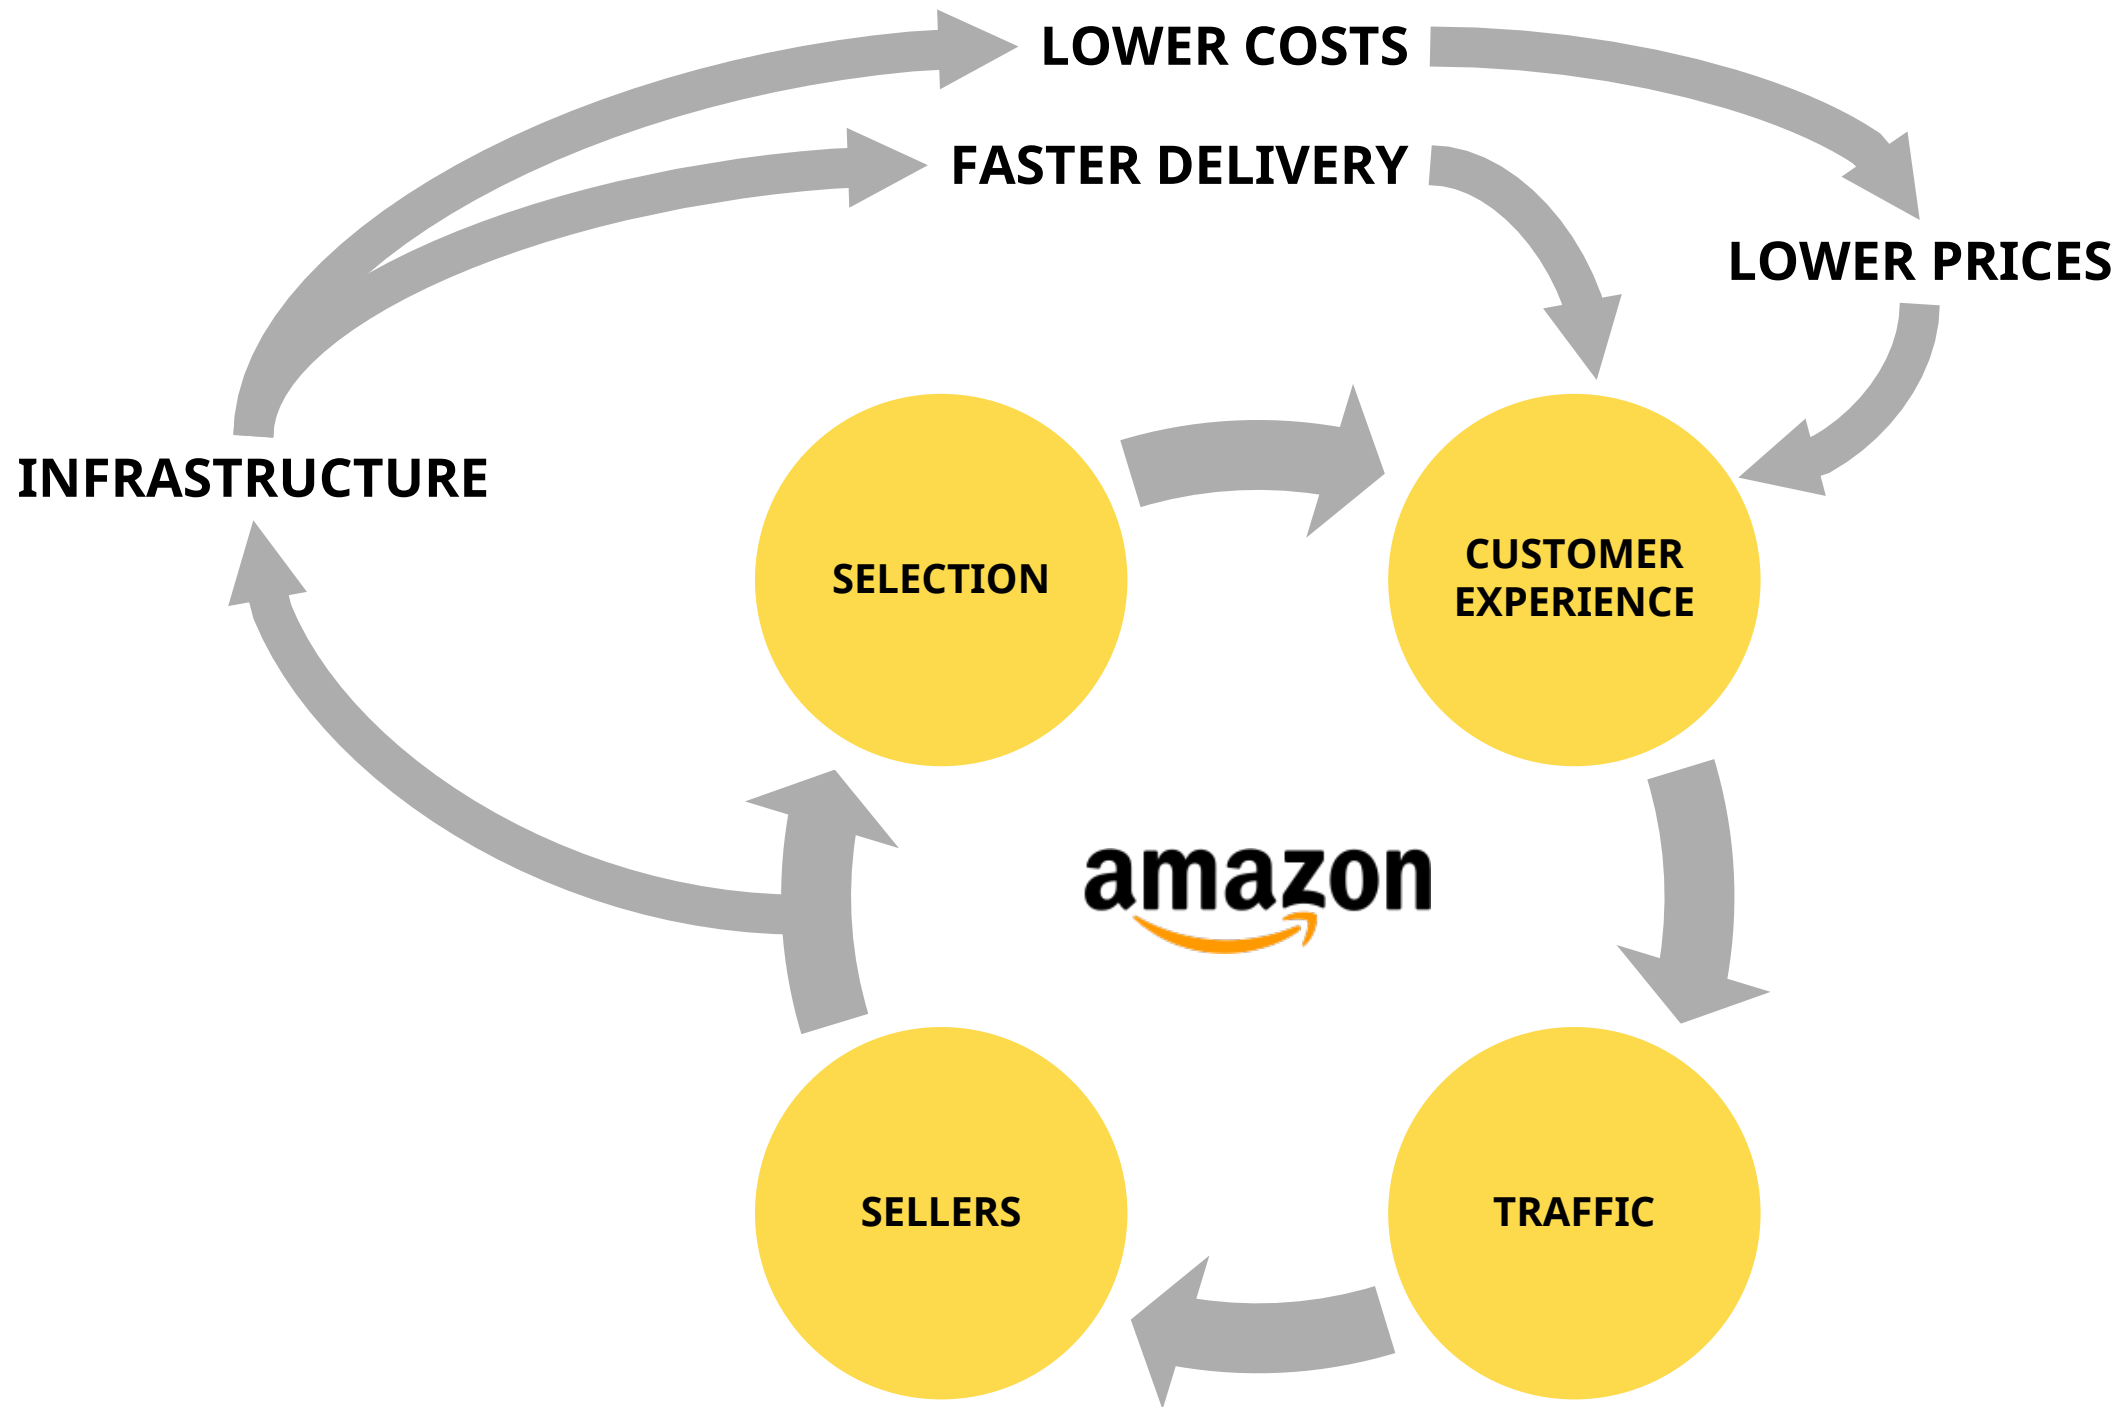 LOWER COSTS
FASTER DELIVERY
LOWER PRICES
INFRASTRUCTURE
SELECTION
CUSTOMER
EXPERIENCE
amazon
SELLERS
TRAFFIC